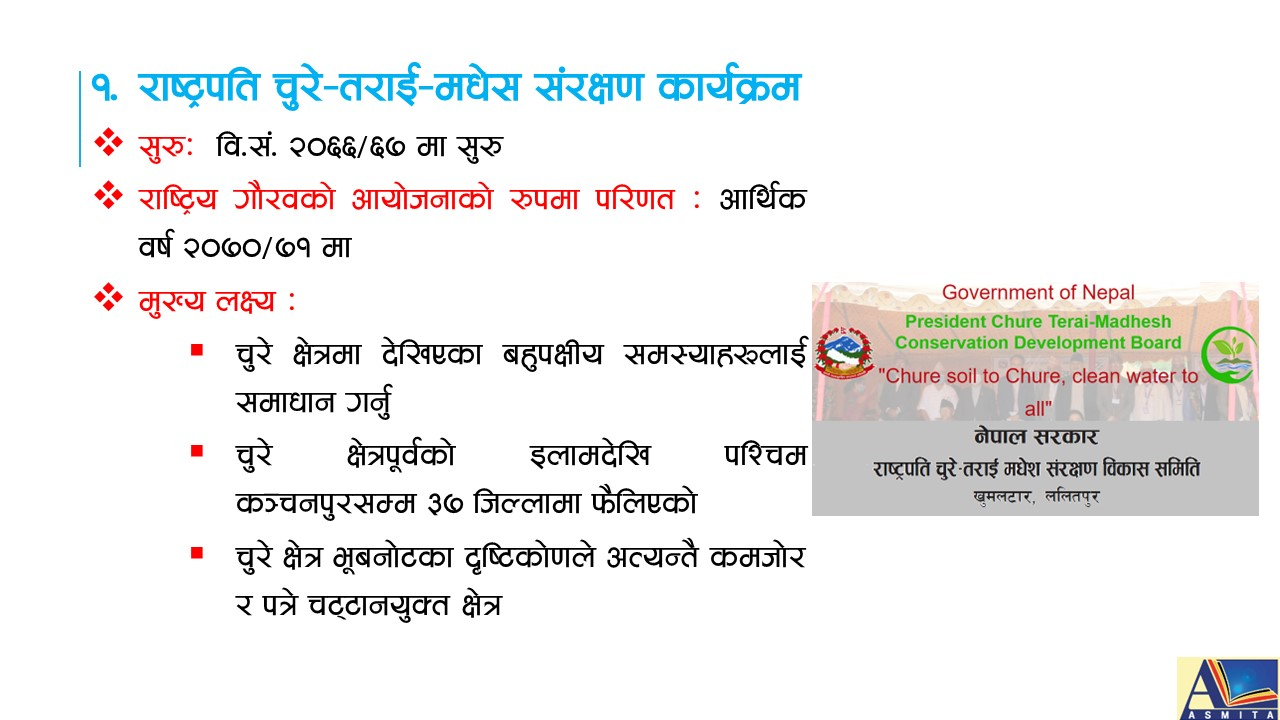 १. राष्ट्रपति चुरे-तराई-मधेस संरक्षण कार्यक्रम
❖ सुरु: वि.सं. २०६६/६७ मा सुरु
❖ राष्ट्रिय गौरवको आयोजनाको रुपमा परिणत : आर्थिक
वर्ष २०७०/७१ मा
❖ मुख्य लक्ष्य :
▪ चुरे क्षेत्रमा देखिएका बहुपक्षीय समस्याहरुलाई
समाधान गर्नु
▪ चुरे क्षेत्रपूर्वको इलामदेखि पश्चिम
कञ्चनपुरसम्म ३७ जिल्लामा फैलिएको
▪ चुरे क्षेत्र भूबनोटका दृष्टिकोणले अत्यन्तै कमजोर
र पत्रे चट्टानयुक्त क्षेत्र
Government of Nepal
President Chure Terai-Madhesh
Conservation Development Board
"Chure soil to Chure, clean water to
all"
नेपाल सरकार
राष्ट्रपति चुरे-तराई मधेश संरक्षण विकास समिति
खुमलटार, ललितपुर
ASMITA